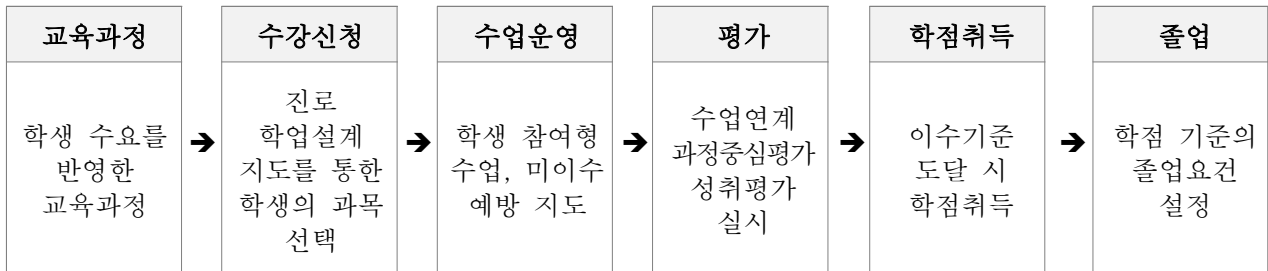 교육과정
학생 수요를
반영한
교육과정
➔
수강신청
진로
학업설계
지도를 통한
학생의 과목
선택
➔
수업운영
학생 참여형
수업, 미이수
예방 지도
➔
평가
수업연계
과정중심평가
성취평가
실시
➔
학점취득
이수기준
도달 시
학점취득
➔
졸업
학점 기준의
졸업요건
설정